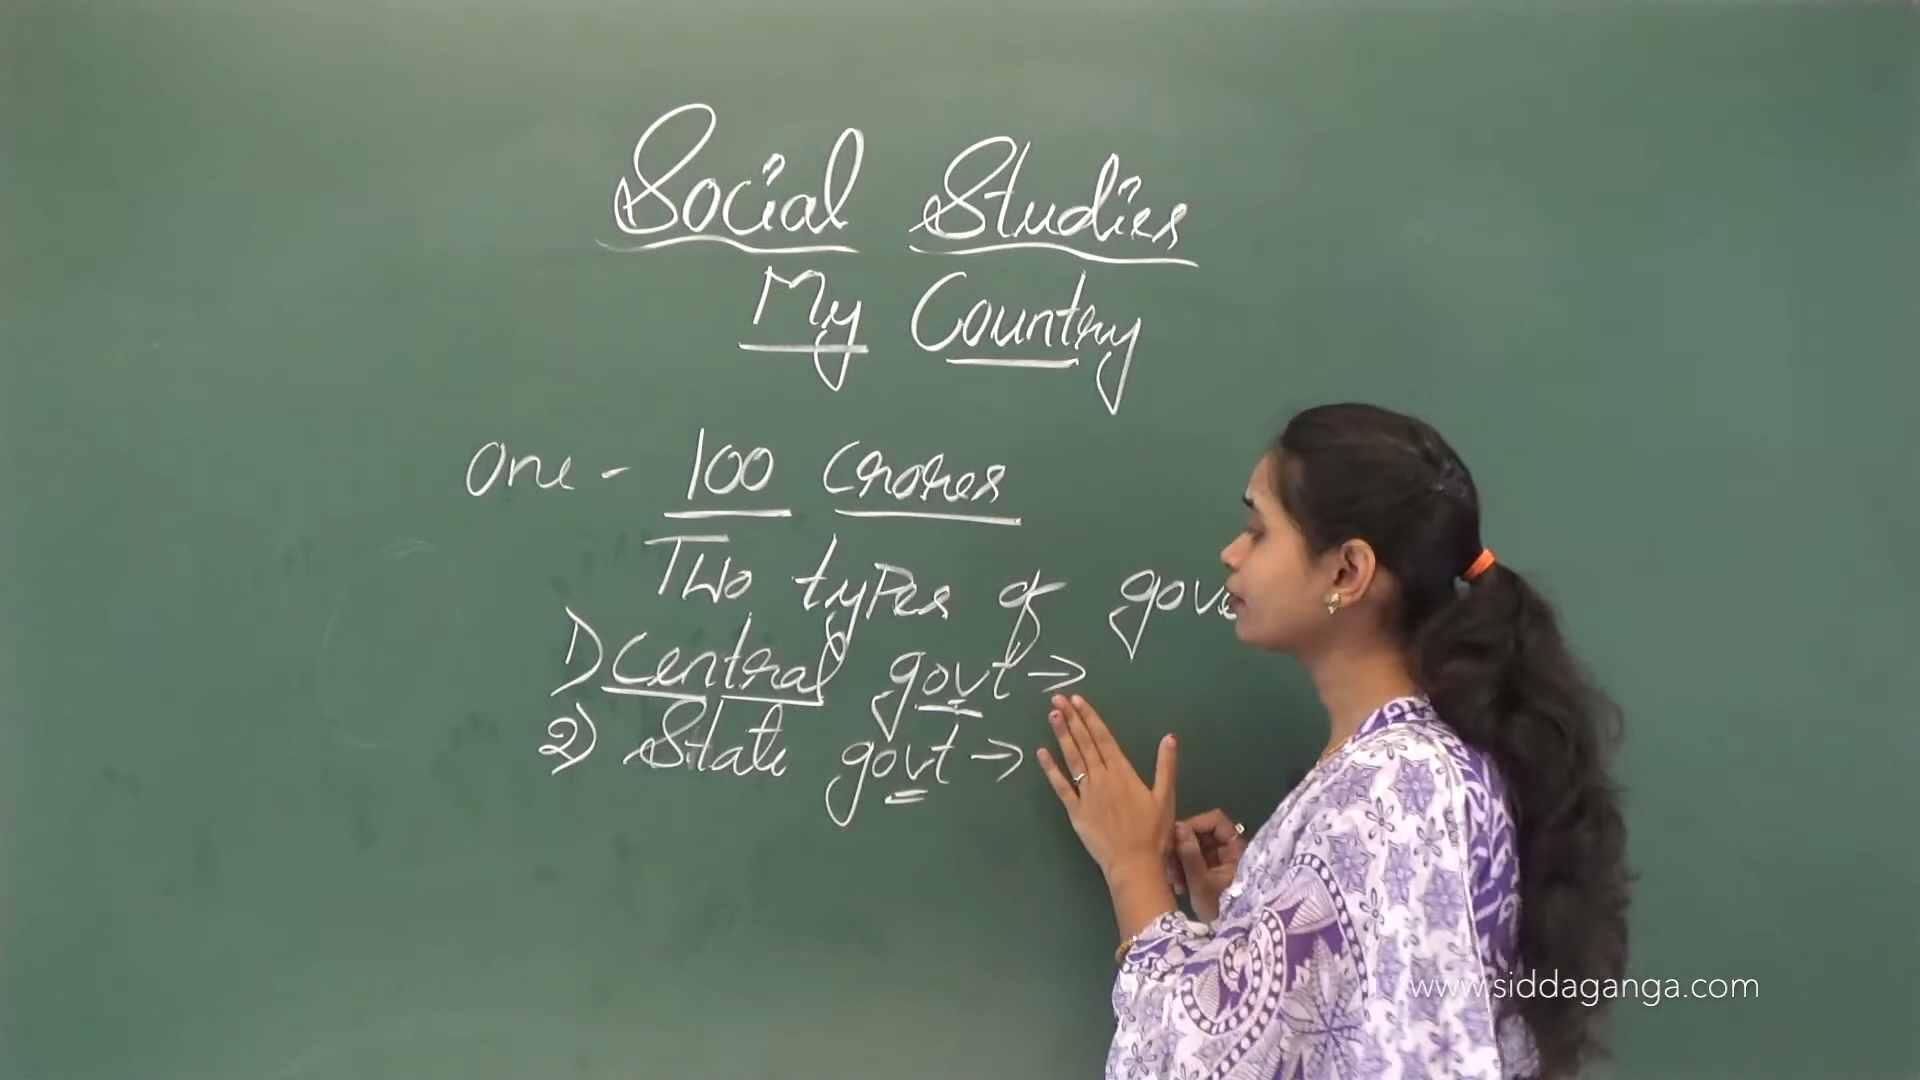 Social Studies
My Country
One - 100 Crores
Two types of gov
1) Central govt →
2) State govt →
www.siddaganga.com